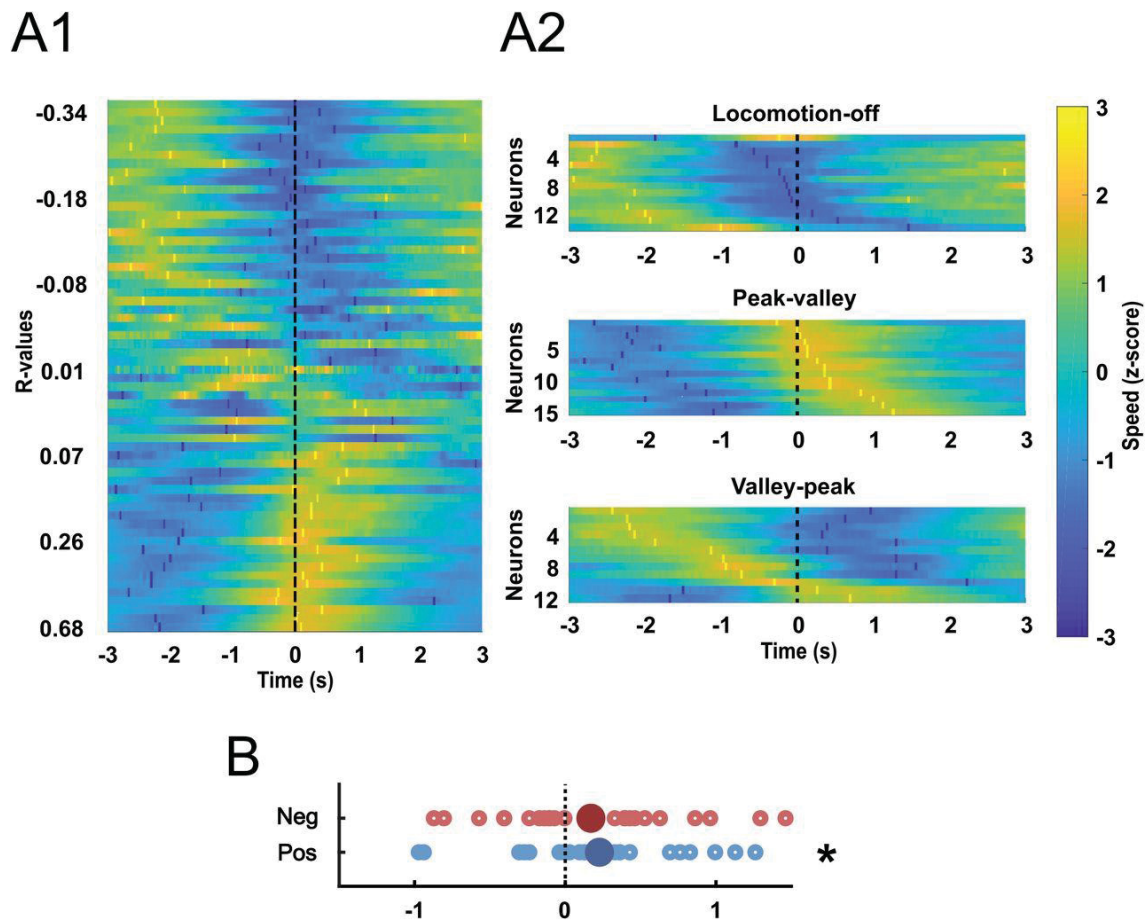 A1
A2
R-values
-0.34
-0.18
-0.08
0.01
0.07
0.26
0.68
-3 -2 -1 0 1 2 3
Time (s)
Locomotion-off
Neurons
4
8
12
-3 -2 -1 0 1 2 3
Peak-valley
Neurons
5
10
15
-3 -2 -1 0 1 2 3
Valley-peak
Neurons
4
8
12
-3 -2 -1 0 1 2 3
Time (s)
3
2
1
0
-1
-2
-3
Speed (z-score)
B
Neg
Pos
*
-1 0 1